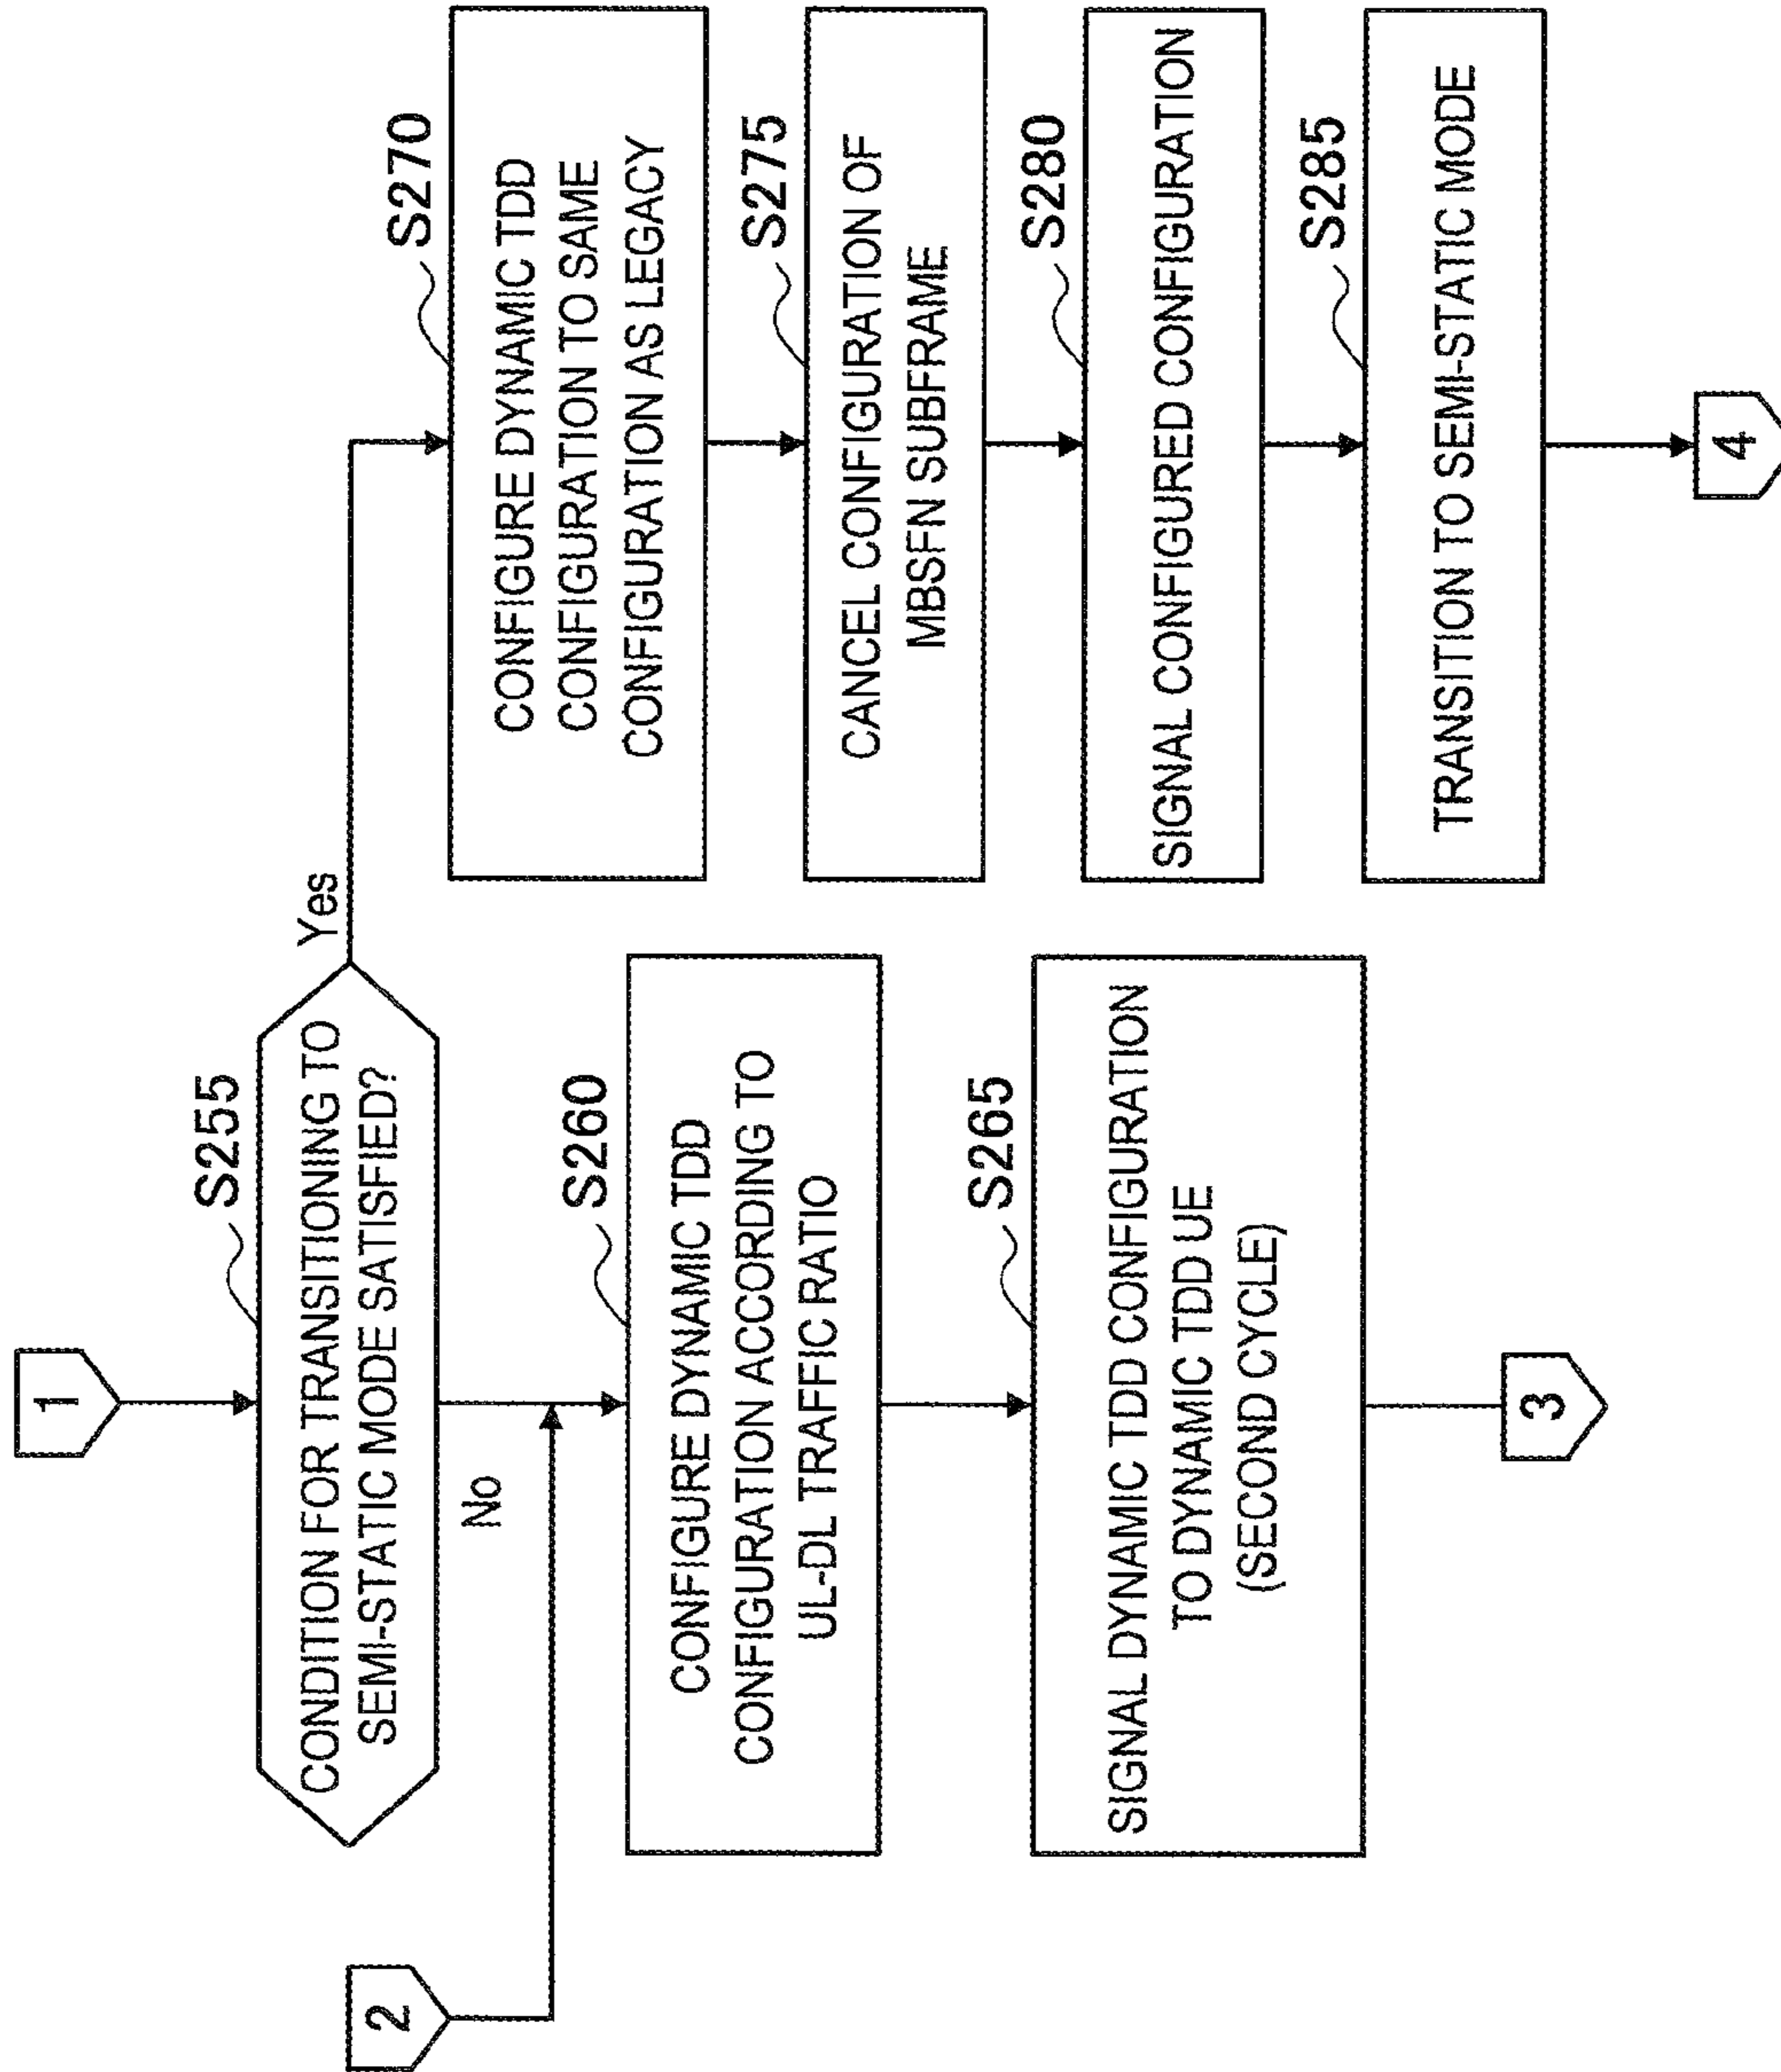 1
S255
CONDITION FOR TRANSITIONING TO
SEMI-STATIC MODE SATISFIED?
Yes
No
2
S260
CONFIGURE DYNAMIC TDD
CONFIGURATION ACCORDING TO
UL-DL TRAFFIC RATIO
S265
SIGNAL DYNAMIC TDD CONFIGURATION
TO DYNAMIC TDD UE
(SECOND CYCLE)
3
S270
CONFIGURE DYNAMIC TDD
CONFIGURATION TO SAME
CONFIGURATION AS LEGACY
S275
CANCEL CONFIGURATION OF
MBSFN SUBFRAME
S280
SIGNAL CONFIGURED CONFIGURATION
S285
TRANSITION TO SEMI-STATIC MODE
4